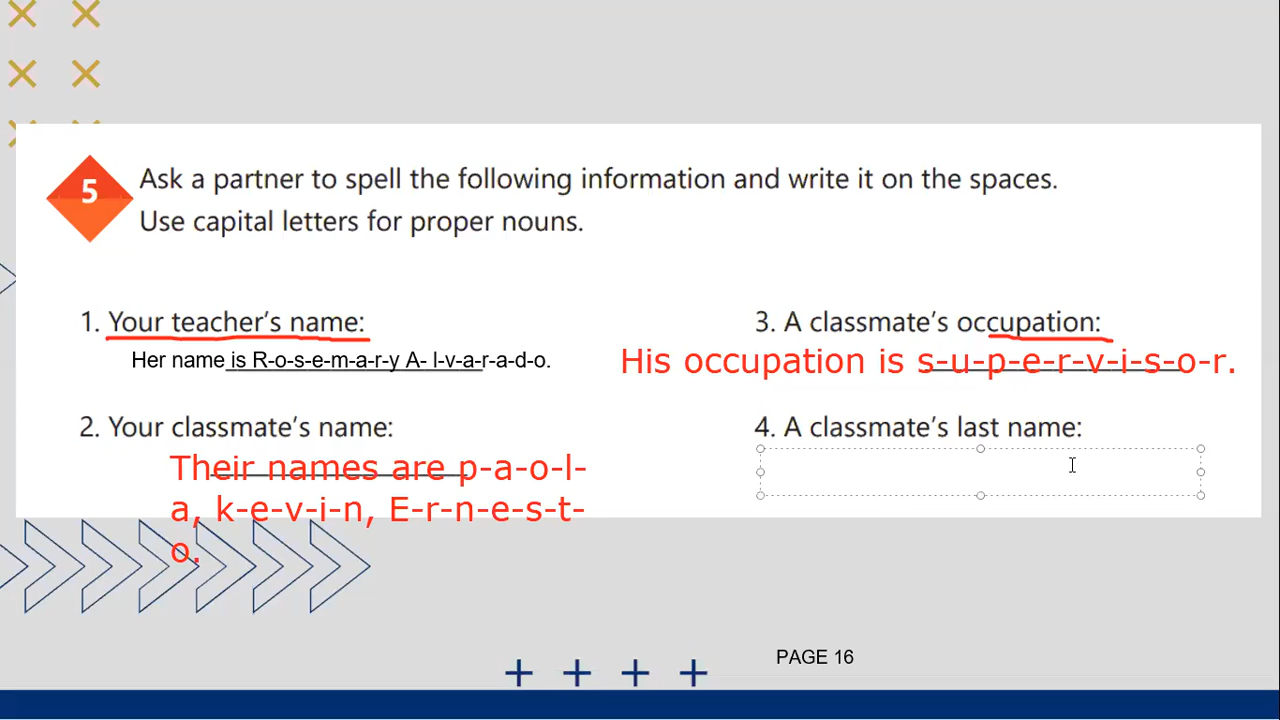 5
Ask a partner to spell the following information and write it on the spaces.
Use capital letters for proper nouns.
1. Your teacher's name:
Her name is R-o-s-e-m-a-r-y A- l-v-a-r-a-d-o.
2. Your classmate's name:
Their names are p-a-o-l-
a, k-e-v-i-n, E-r-n-e-s-t-
o.
3. A classmate's occupation:
His occupation is s-u-p-e-r-v-i-s-o-r.
4. A classmate's last name:
PAGE 16